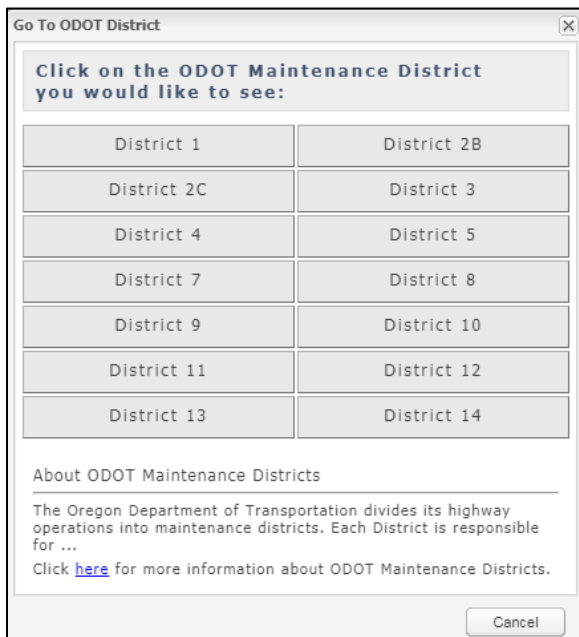 Go To ODOT District
Click on the ODOT Maintenance District
you would like to see:
District 1 District 2B
District 2C District 3
District 4 District 5
District 7 District 8
District 9 District 10
District 11 District 12
District 13 District 14
About ODOT Maintenance Districts
The Oregon Department of Transportation divides its highway
operations into maintenance districts. Each District is responsible
for ...
Click here for more information about ODOT Maintenance Districts.
Cancel